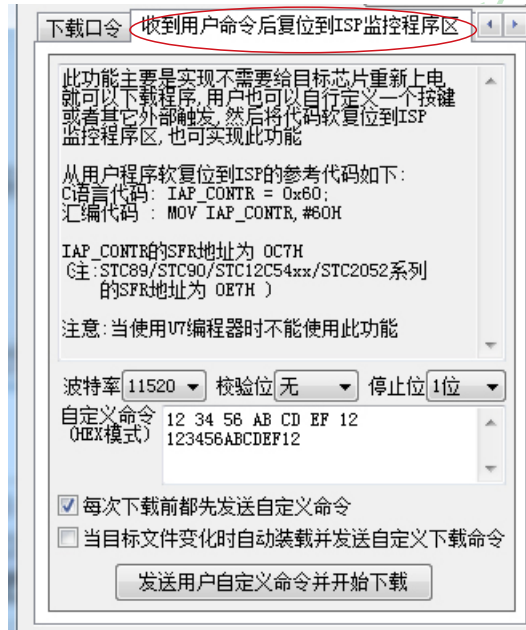 下载口令 收到用户命令后复位到ISP监控程序区
此功能主要是实现不需要给目标芯片重新上电,
就可以下载程序,用户也可以自行定义一个按键
或者其它外部触发,然后将代码软复位到ISP
监控程序区,也可实现此功能
从用户程序软复位到ISP的参考代码如下:
C语言代码: IAP_CONTR = 0x60;
汇编代码 : MOV IAP_CONTR,#60H
IAP_CONTR的SFR地址为 0C7H
(注:STC89/STC90/STC12C54xx/STC2052系列
的SFR地址为 0E7H )
注意:当使用U7编程器时不能使用此功能
波特率 11520 校验位 无 停止位 1位
自定义命令 12 34 56 AB CD EF 12
(HEX模式) 123456ABCDEF12
每次下载前都先发送自定义命令
当目标文件变化时自动装载并发送自定义下载命令
发送用户自定义命令并开始下载